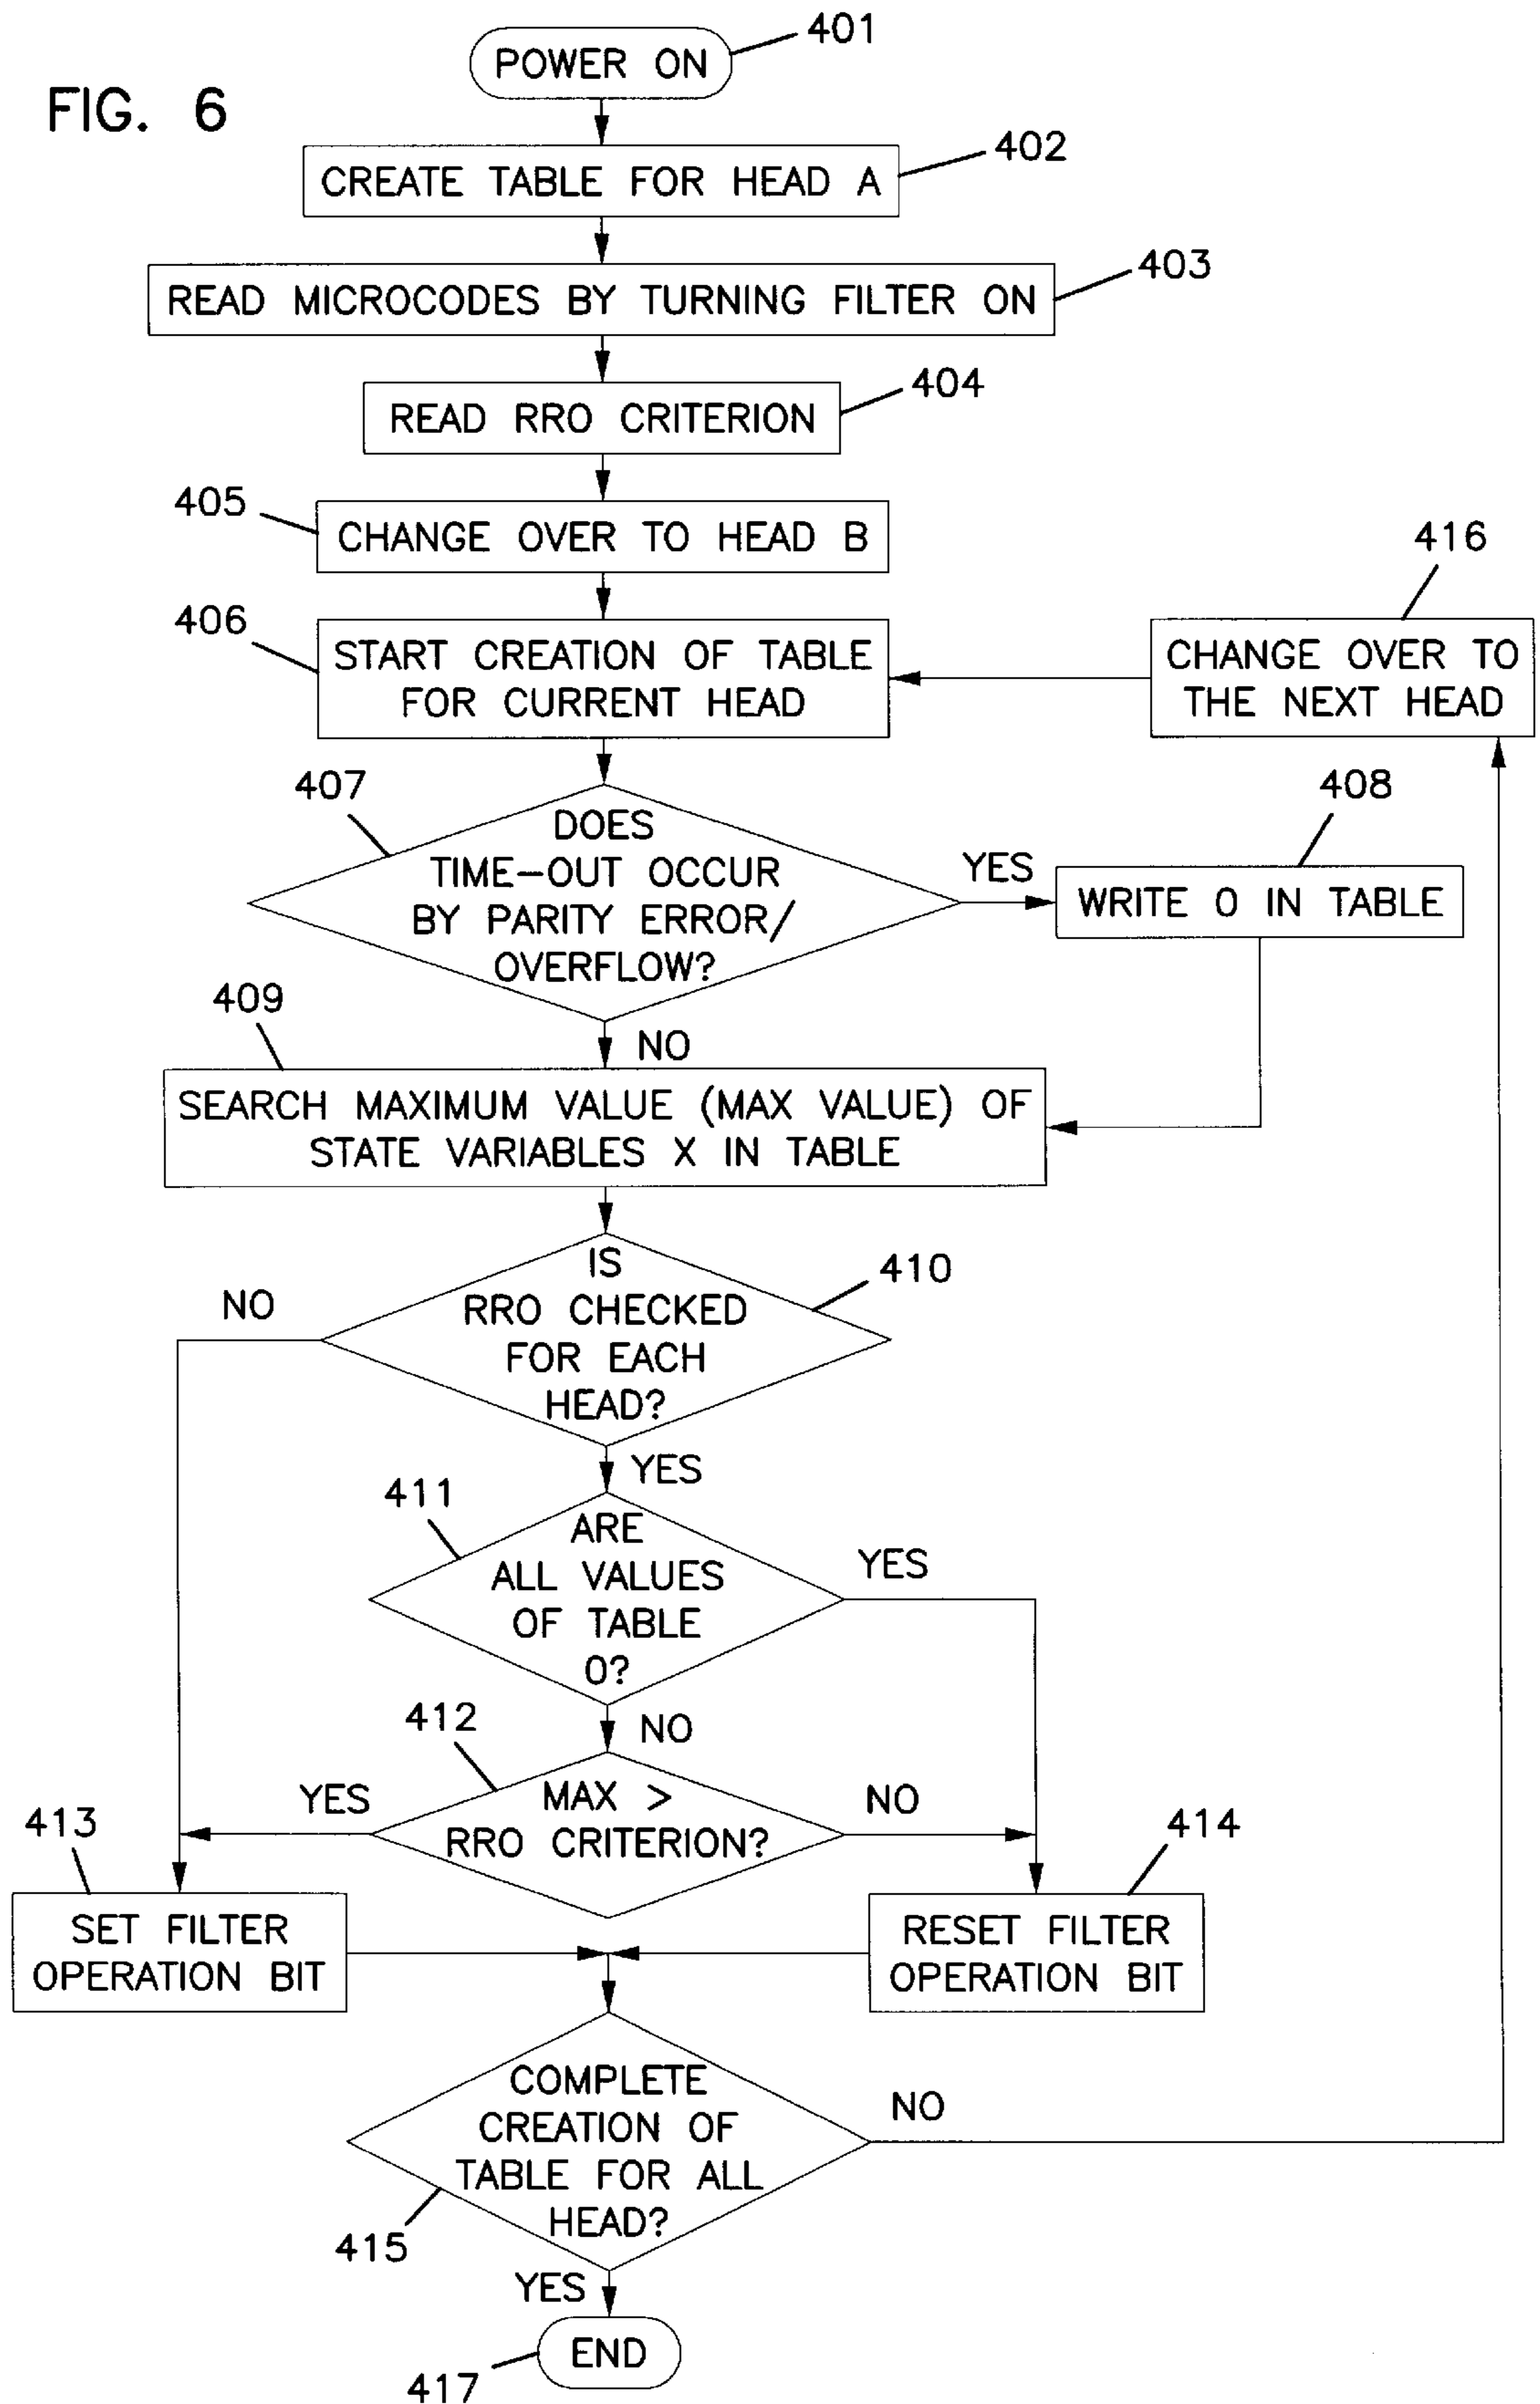 FIG. 6
POWER ON
401
CREATE TABLE FOR HEAD A
402
READ MICROCODES BY TURNING FILTER ON
403
READ RRO CRITERION
404
405
CHANGE OVER TO HEAD B
406
START CREATION OF TABLE
FOR CURRENT HEAD
416
CHANGE OVER TO
THE NEXT HEAD
407
DOES
TIME-OUT OCCUR
BY PARITY ERROR/
OVERFLOW?
YES
408
WRITE 0 IN TABLE
NO
409
SEARCH MAXIMUM VALUE (MAX VALUE) OF
STATE VARIABLES X IN TABLE
410
IS
RRO CHECKED
FOR EACH
HEAD?
NO
YES
411
ARE
ALL VALUES
OF TABLE
0?
YES
NO
412
MAX >
RRO CRITERION?
YES
NO
413
SET FILTER
OPERATION BIT
414
RESET FILTER
OPERATION BIT
COMPLETE
CREATION OF
TABLE FOR ALL
HEAD?
NO
415
YES
END
417